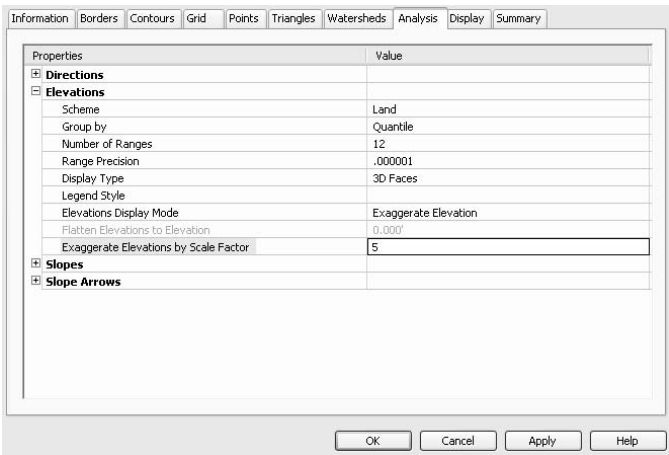 Information Borders Contours Grid Points Triangles Watersheds Analysis Display Summary
Properties Value
Directions
Elevations
Scheme Land
Group by Quantile
Number of Ranges 12
Range Precision .000001
Display Type 3D Faces
Legend Style
Elevations Display Mode Exaggerate Elevation
Flatten Elevations to Elevation 0.000'
Exaggerate Elevations by Scale Factor 5
Slopes
Slope Arrows
OK Cancel Apply Help